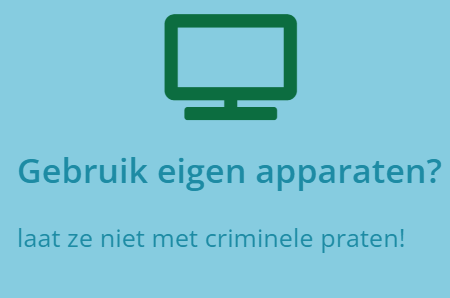 Gebruik eigen apparaten?
laat ze niet met criminele praten!